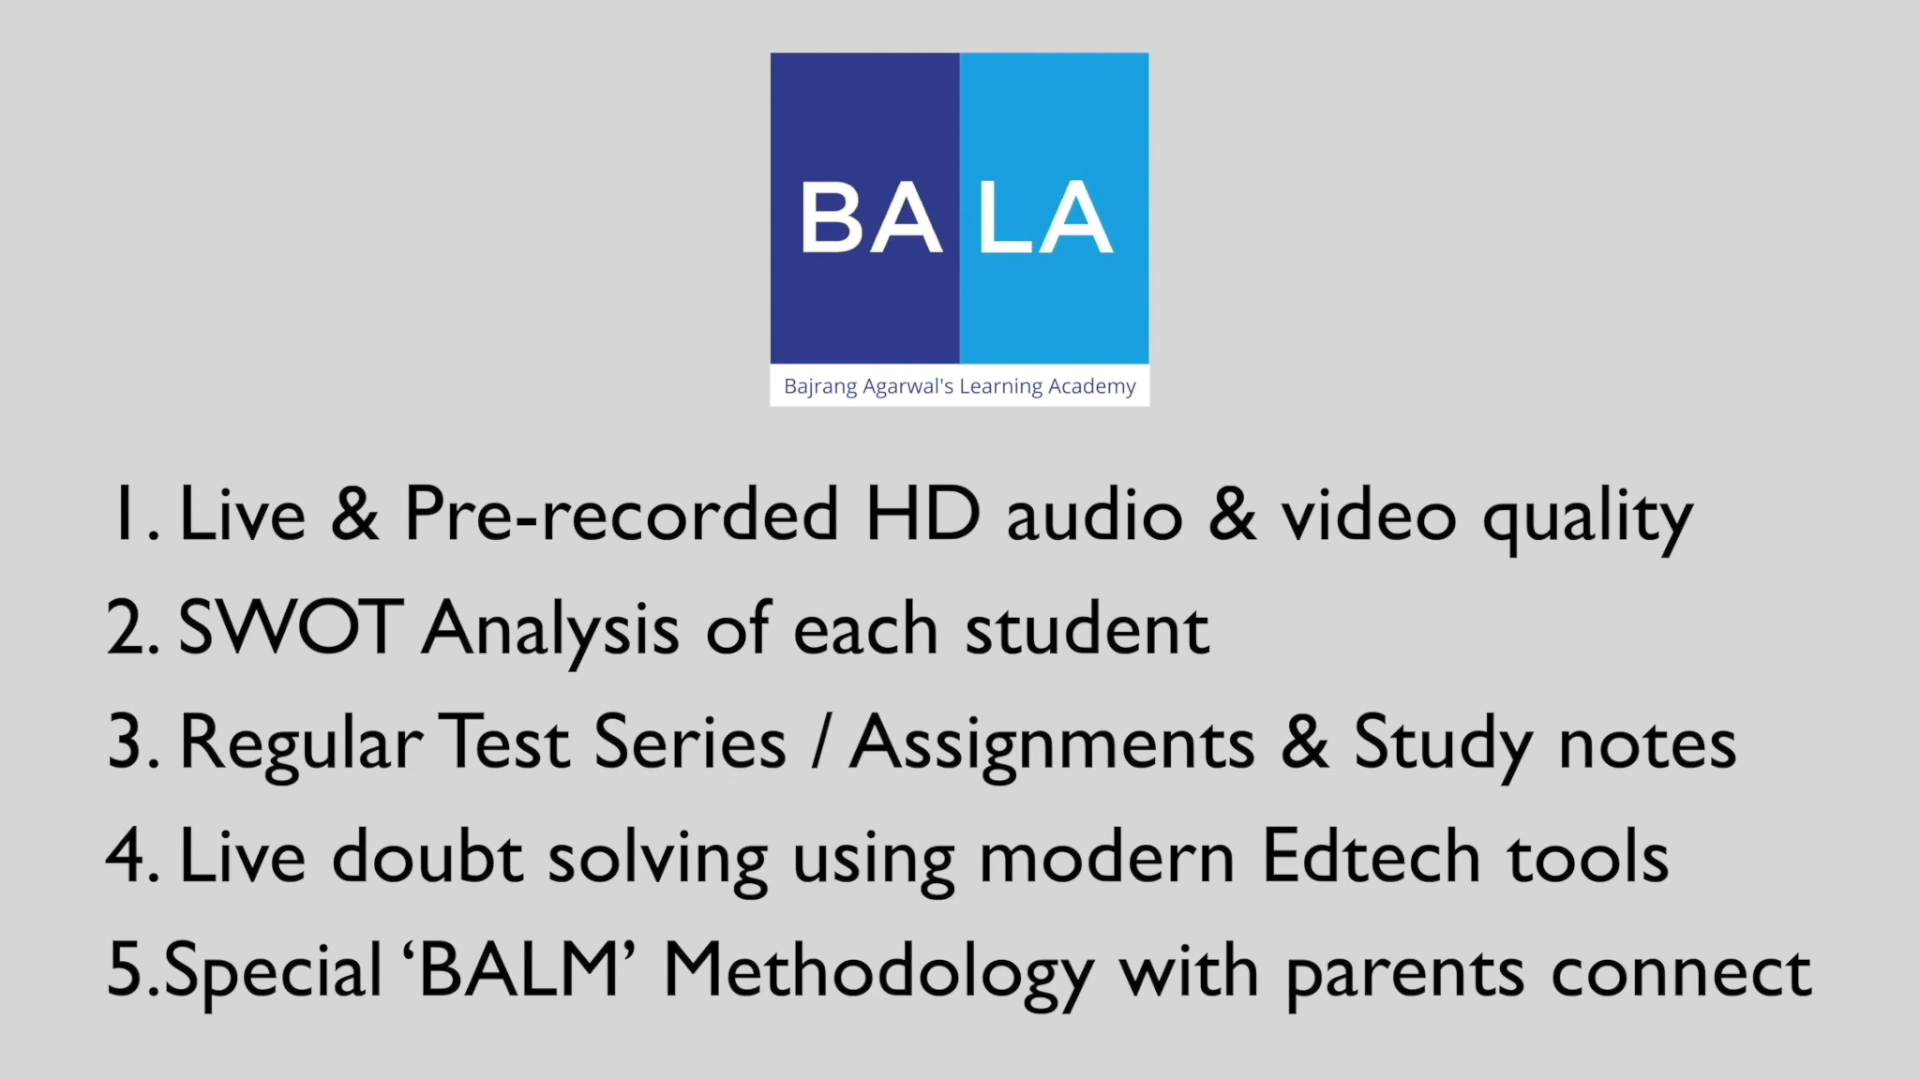 BALA
Bajrang Agarwal's Learning Academy
1. Live & Pre-recorded HD audio & video quality
2. SWOT Analysis of each student
3. Regular Test Series / Assignments & Study notes
4. Live doubt solving using modern Edtech tools
5.Special ‘BALM’ Methodology with parents connect